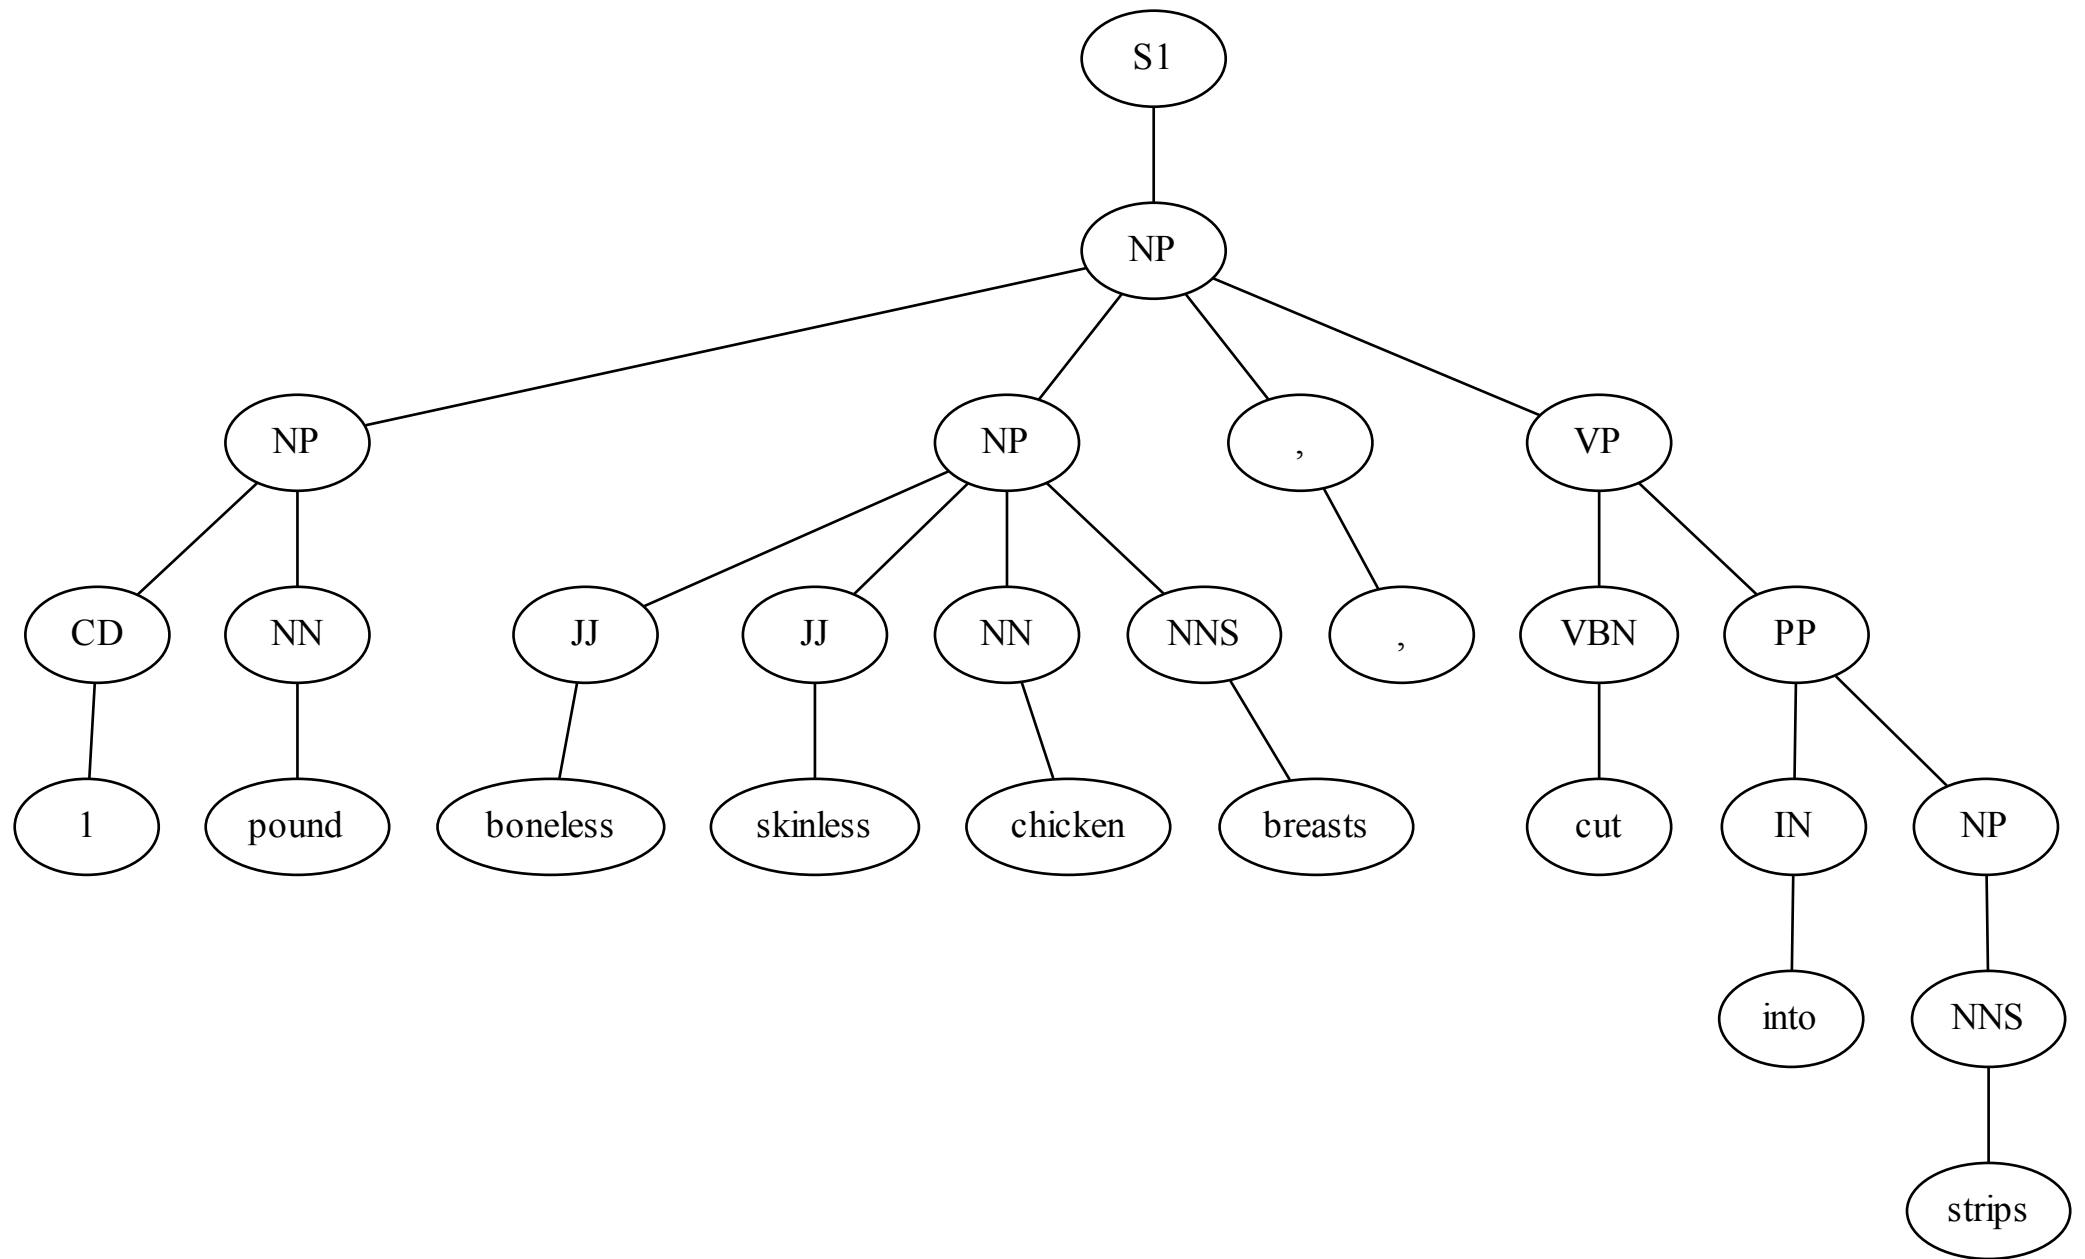 S1
NP
NP NP , VP
CD NN JJ JJ NN NNS , VBN PP
1 pound boneless skinless chicken breasts cut IN NP
into NNS
strips